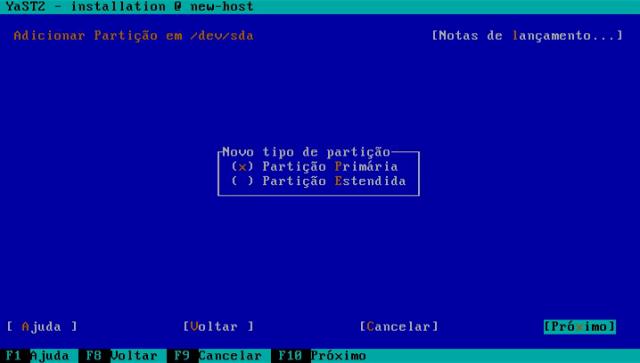 YaST2 - installation @ new-host
Adicionar Partição em /dev/sda [Notas de lançamento...]
Novo tipo de partição
(x) Partição Primária
( ) Partição Estendida
[ Ajuda ] [Voltar ] [Cancelar] [Próximo]
F1 Ajuda F8 Voltar F9 Cancelar F10 Próximo